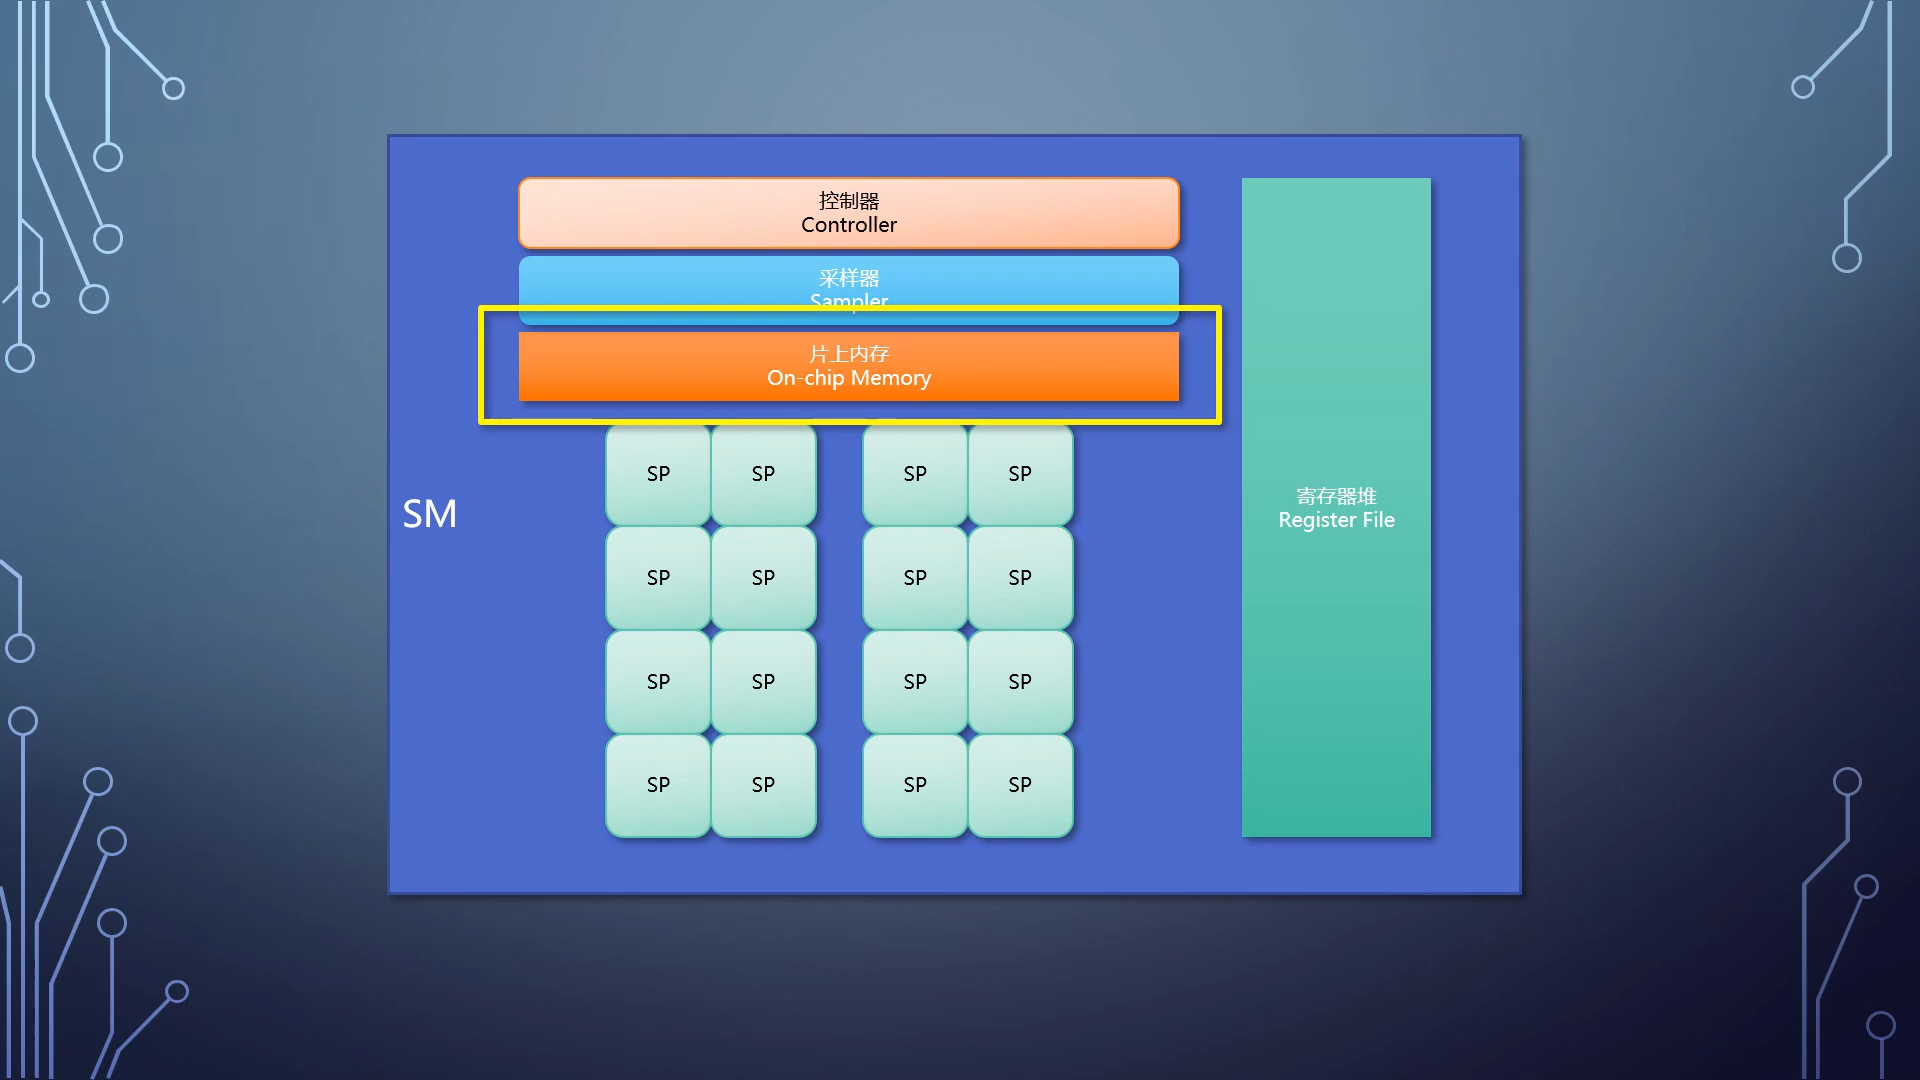 控制器
Controller
采样器
Sampler
片上内存
On-chip Memory
SM
SP SP SP SP
SP SP SP SP
SP SP SP SP
SP SP SP SP
寄存器堆
Register File